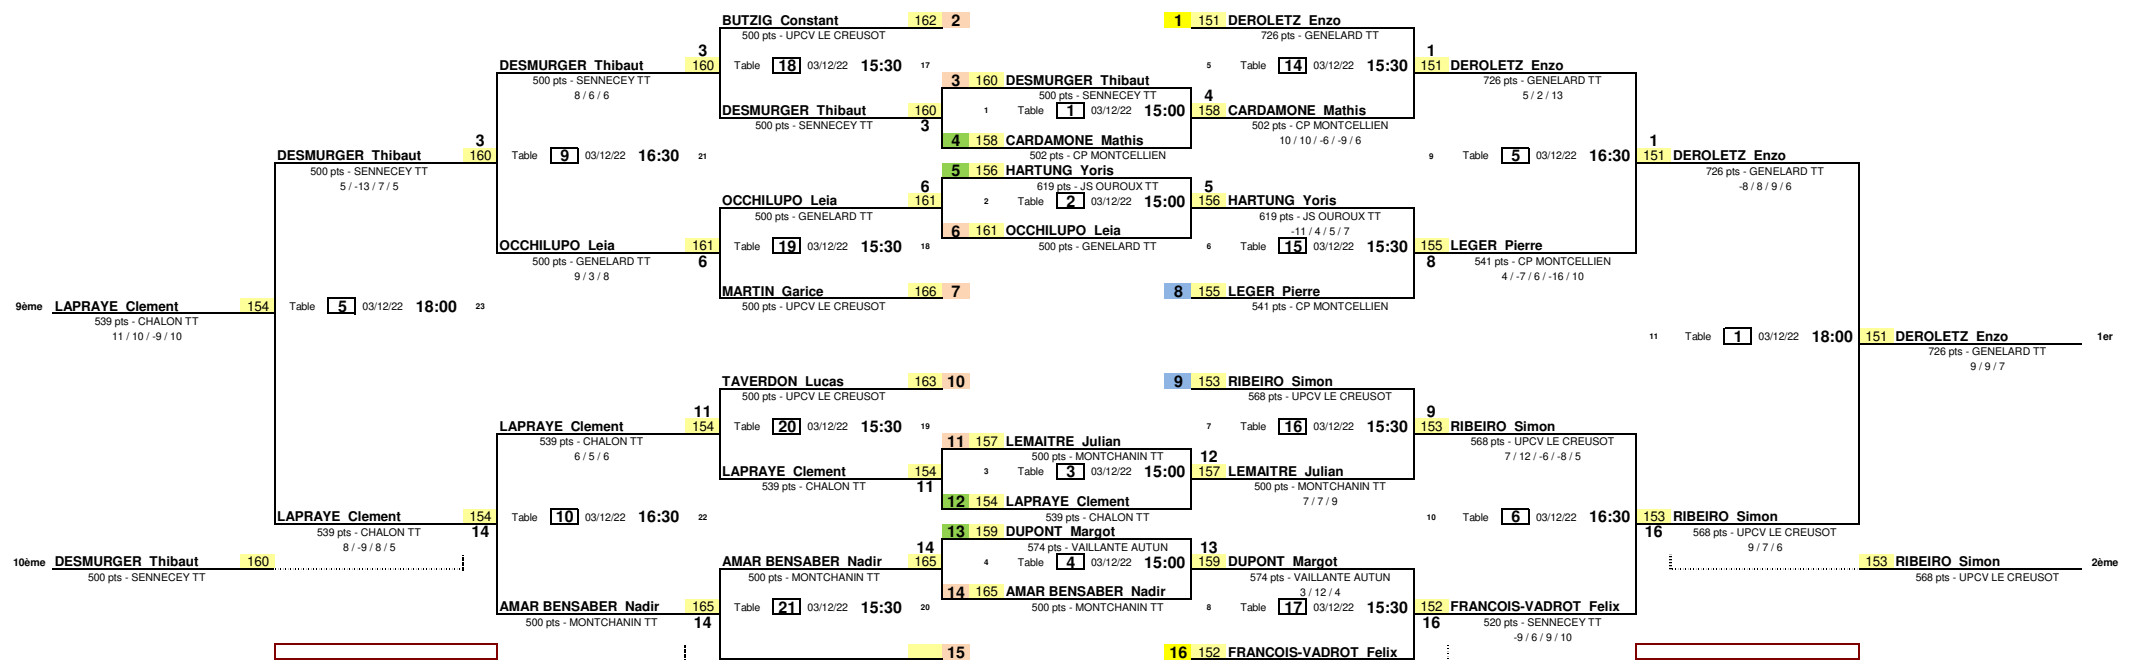 BUTZIG Constant 162 2 1 151 DEROLETZ Enzo
500 pts - UPCV LE CREUSOT 726 pts - GENELARD TT
3 1
DESMURGER Thibaut 160 Table 18 03/12/22 15:30 17 5 Table 14 03/12/22 15:30 151 DEROLETZ Enzo
500 pts - SENNECEY TT 3 160 DESMURGER Thibaut 726 pts - GENELARD TT
8 / 6 / 6 500 pts - SENNECEY TT 4 5 / 2 / 13
DESMURGER Thibaut 160 1 Table 1 03/12/22 15:00 158 CARDAMONE Mathis
500 pts - SENNECEY TT 3 502 pts - CP MONTCELLIEN
3 4 158 CARDAMONE Mathis 10 / 10 / -6 / -9 / 6 1
DESMURGER Thibaut 160 Table 9 03/12/22 16:30 21 502 pts - CP MONTCELLIEN 9 Table 5 03/12/22 16:30 151 DEROLETZ Enzo
500 pts - SENNECEY TT 5 156 HARTUNG Yoris 726 pts - GENELARD TT
5 / -13 / 7 / 5 6 619 pts - JS OUROUX TT 5 -8 / 8 / 9 / 6
OCCHILUPO Leia 161 2 Table 2 03/12/22 15:00 156 HARTUNG Yoris
500 pts - GENELARD TT 619 pts - JS OUROUX TT
6 161 OCCHILUPO Leia -11 / 4 / 5 / 7
OCCHILUPO Leia 161 Table 19 03/12/22 15:30 18 500 pts - GENELARD TT 6 Table 15 03/12/22 15:30 155 LEGER Pierre
500 pts - GENELARD TT 6 8 541 pts - CP MONTCELLIEN
9 / 3 / 8 4 / -7 / 6 / -16 / 10
MARTIN Garice 166 7 8 155 LEGER Pierre
9ème LAPRAYE Clement 154 Table 5 03/12/22 18:00 23 500 pts - UPCV LE CREUSOT 541 pts - CP MONTCELLIEN
539 pts - CHALON TT
11 / 10 / -9 / 10 11 Table 1 03/12/22 18:00 151 DEROLETZ Enzo 1er
726 pts - GENELARD TT
9 / 9 / 7
TAVERDON Lucas 163 10 9 153 RIBEIRO Simon
500 pts - UPCV LE CREUSOT 568 pts - UPCV LE CREUSOT
11 9
LAPRAYE Clement 154 Table 20 03/12/22 15:30 19 7 Table 16 03/12/22 15:30 153 RIBEIRO Simon
539 pts - CHALON TT 11 157 LEMAITRE Julian 568 pts - UPCV LE CREUSOT
6 / 5 / 6 500 pts - MONTCHANIN TT 12 7 / 12 / -6 / -8 / 5
LAPRAYE Clement 154 3 Table 3 03/12/22 15:00 157 LEMAITRE Julian
539 pts - CHALON TT 11 500 pts - MONTCHANIN TT
12 154 LAPRAYE Clement 7 / 7 / 9
LAPRAYE Clement 154 Table 10 03/12/22 16:30 22 539 pts - CHALON TT 10 Table 6 03/12/22 16:30 153 RIBEIRO Simon
539 pts - CHALON TT 14 13 159 DUPONT Margot 16 568 pts - UPCV LE CREUSOT
8 / -9 / 8 / 5 14 574 pts - VAILLANTE AUTUN 13 9 / 7 / 6
10ème DESMURGER Thibaut 160 AMAR BENSABER Nadir 165 4 Table 4 03/12/22 15:00 159 DUPONT Margot 153 RIBEIRO Simon 2ème
500 pts - SENNECEY TT 500 pts - MONTCHANIN TT 574 pts - VAILLANTE AUTUN 568 pts - UPCV LE CREUSOT
14 165 AMAR BENSABER Nadir 3 / 12 / 4
AMAR BENSABER Nadir 165 Table 21 03/12/22 15:30 20 500 pts - MONTCHANIN TT 8 Table 17 03/12/22 15:30 152 FRANCOIS-VADROT Felix
500 pts - MONTCHANIN TT 14 16 520 pts - SENNECEY TT
-9 / 6 / 9 / 10
15 16 152 FRANCOIS-VADROT Felix